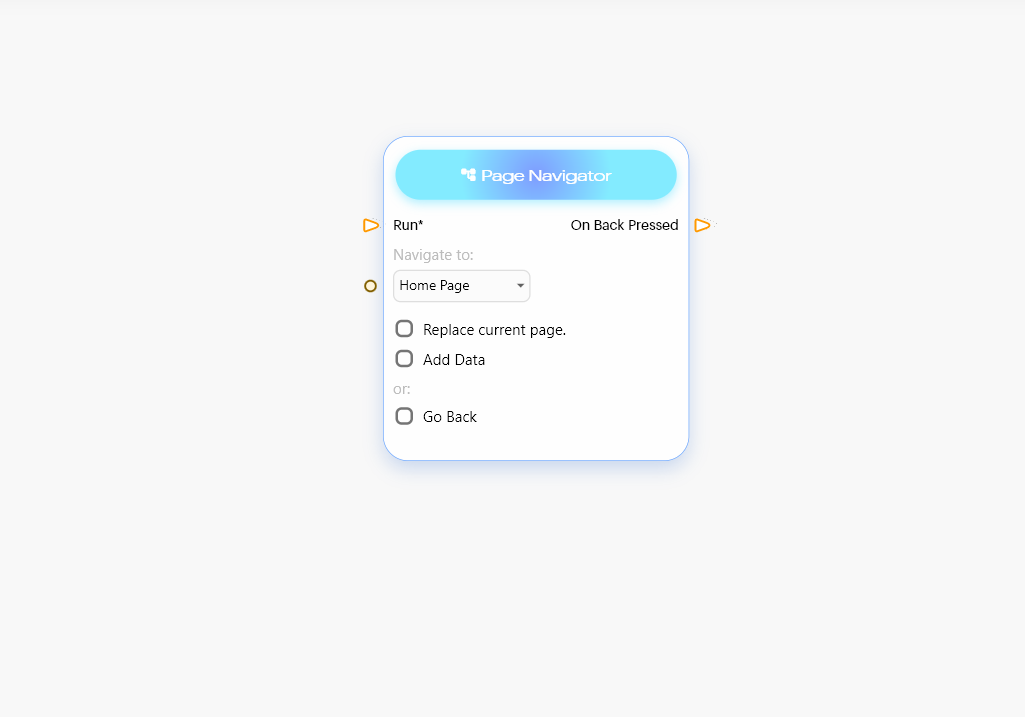 Page Navigator
Run* On Back Pressed
Navigate to:
Home Page
Replace current page.
Add Data
or:
Go Back